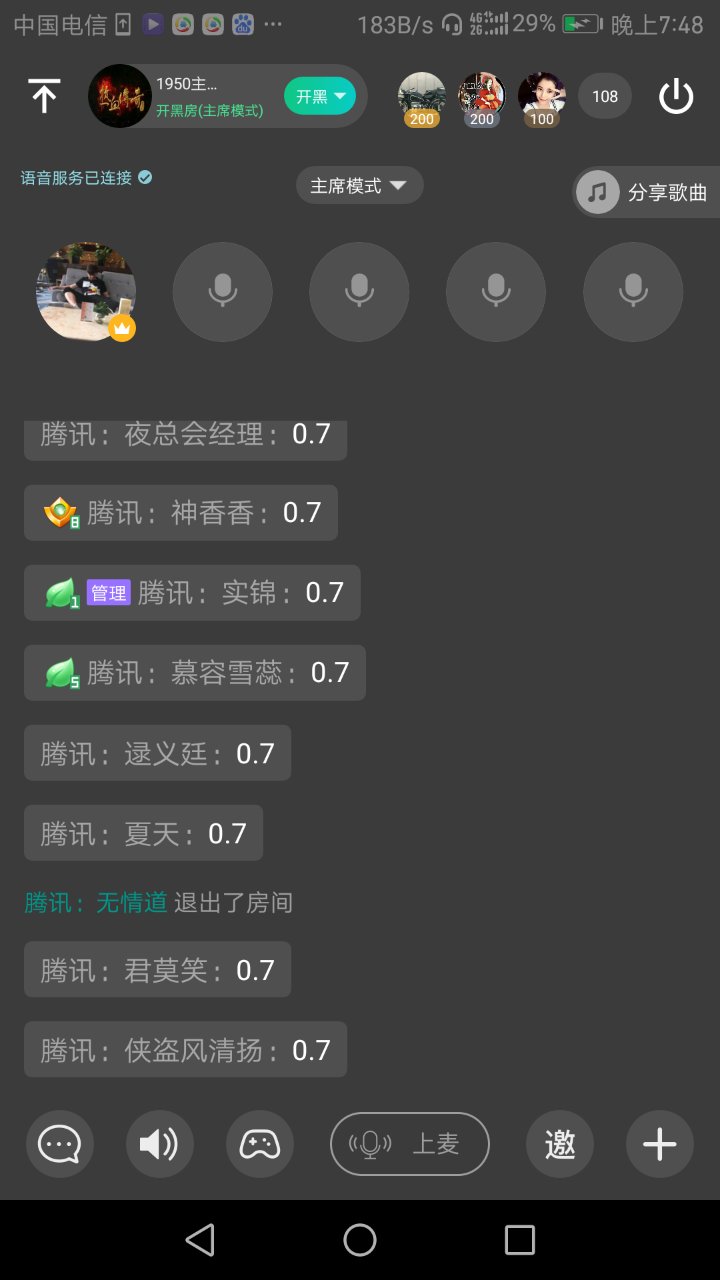 中国电信 183B/s 4G 2G 29% 晚上7:48
1950主... 开黑
开黑房(主席模式)
200 200 100 108
语音服务已连接 主席模式 分享歌曲
腾讯：夜总会经理：0.7
8 腾讯：神香香：0.7
1 管理 腾讯：实锦：0.7
5 腾讯：慕容雪蕊：0.7
腾讯：逯义廷：0.7
腾讯：夏天：0.7
腾讯：无情道 退出了房间
腾讯：君莫笑：0.7
腾讯：侠盗风清扬：0.7
上麦 邀